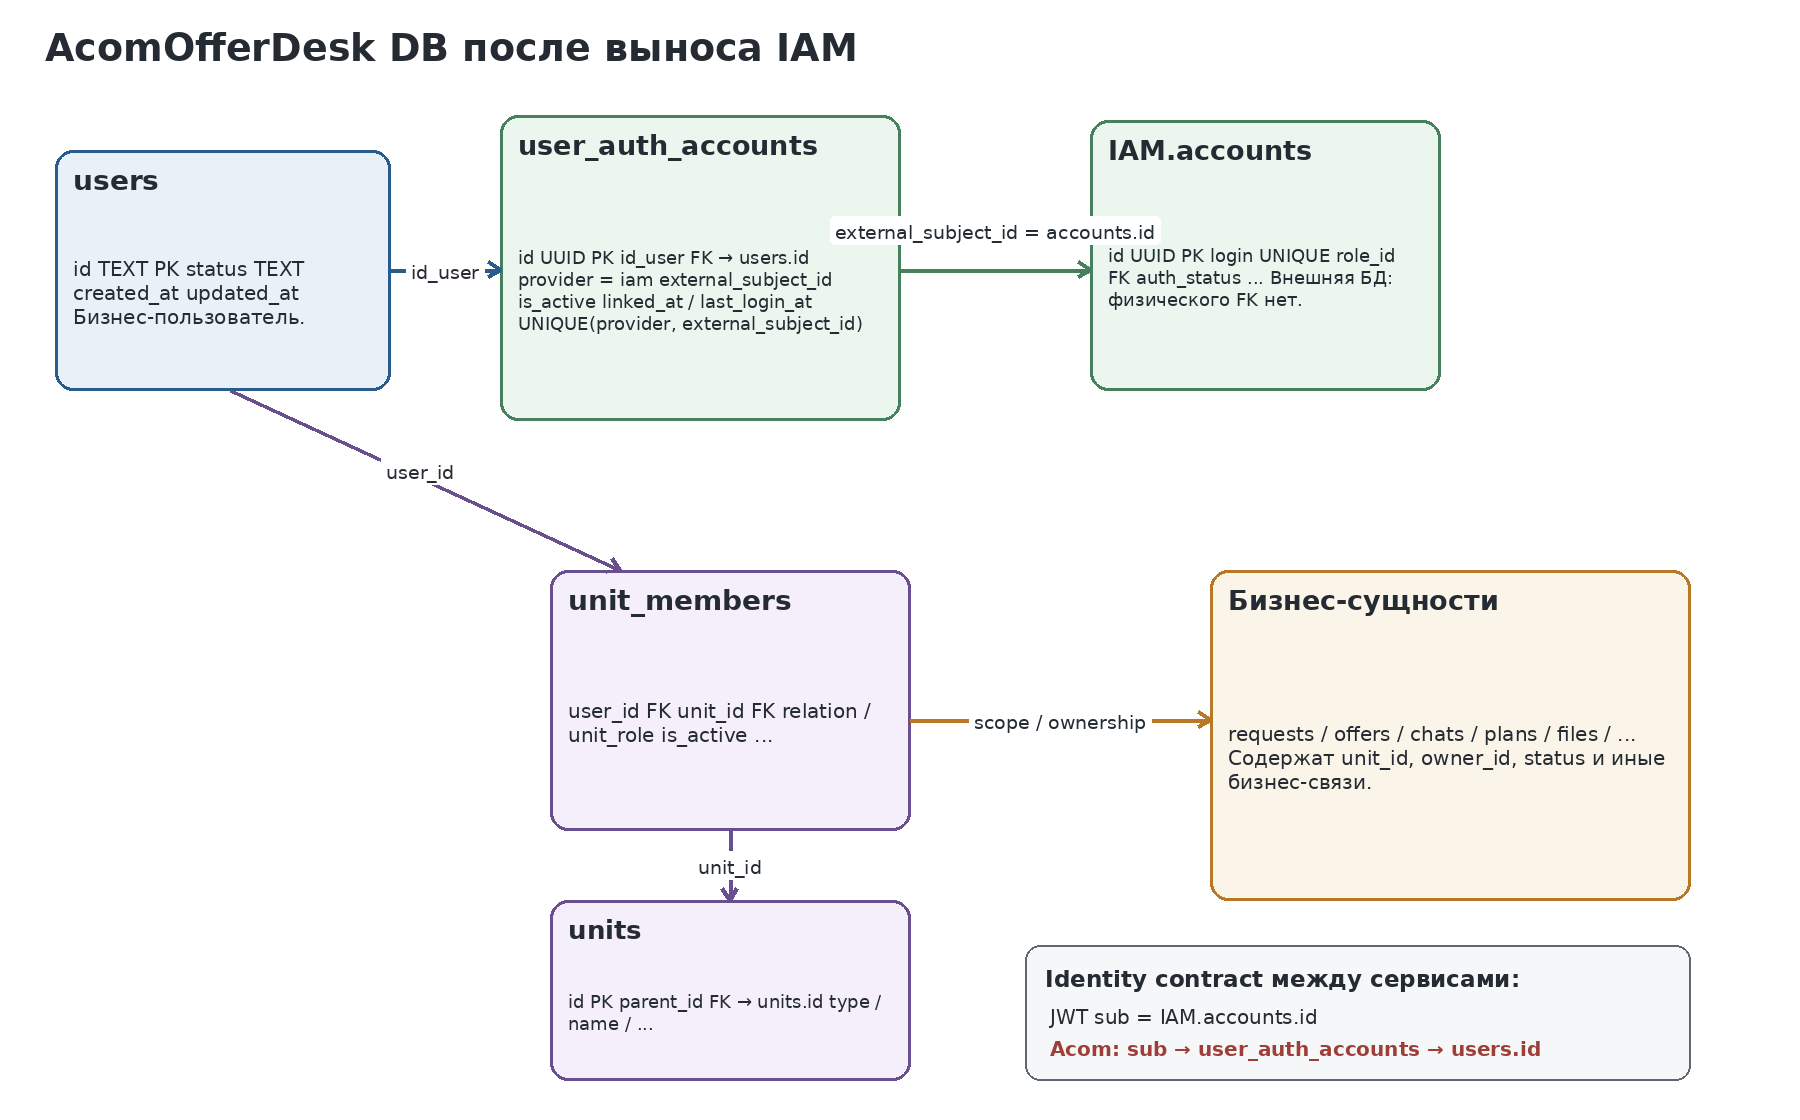 AcomOfferDesk DB после выноса IAM
users
id TEXT PK status TEXT
created_at updated_at
Бизнес-пользователь.
id_user
user_auth_accounts
id UUID PK id_user FK → users.id
provider = iam external_subject_id
is_active linked_at / last_login_at
UNIQUE(provider, external_subject_id)
external_subject_id = accounts.id
IAM.accounts
id UUID PK login UNIQUE role_id
FK auth_status ... Внешняя БД:
физического FK нет.
user_id
unit_members
user_id FK unit_id FK relation /
unit_role is_active ...
scope / ownership
Бизнес-сущности
requests / offers / chats / plans / files / ...
Содержат unit_id, owner_id, status и иные
бизнес-связи.
unit_id
units
id PK parent_id FK → units.id type /
name / ...
Identity contract между сервисами:
JWT sub = IAM.accounts.id
Acom: sub → user_auth_accounts → users.id